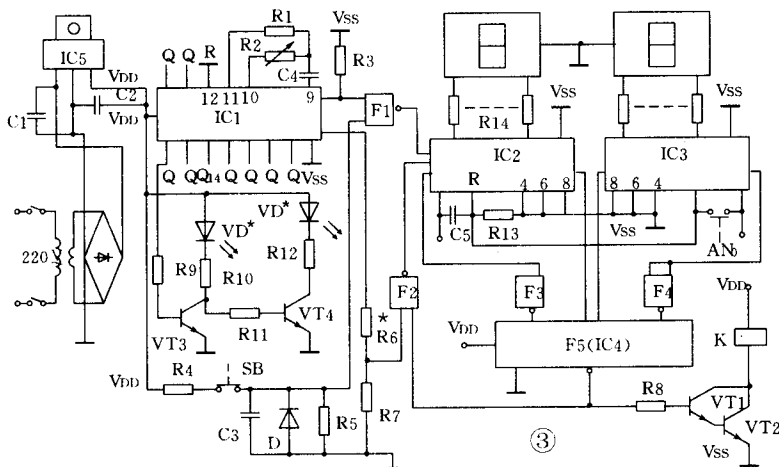 IC5
VDD
C2
VDD
C1
220V
Q Q R
12 11 10 9
IC1
R1
R2
C4
VSS
R3
F1
Q Q Q14 Q Q Q Q VSS
VD*
VD*
R9
R10
R12
R11
VT3
VT4
R6
*
VDD
R4
SB
C3
D
R5
R7
R14
VSS
VSS
IC2
IC3
R 4 6 8
8 6 4
C5
R13
VSS
AN
F2
F3
F4
VDD
F5(IC4)
VDD
K
R8
VT1
VT2
VSS
③